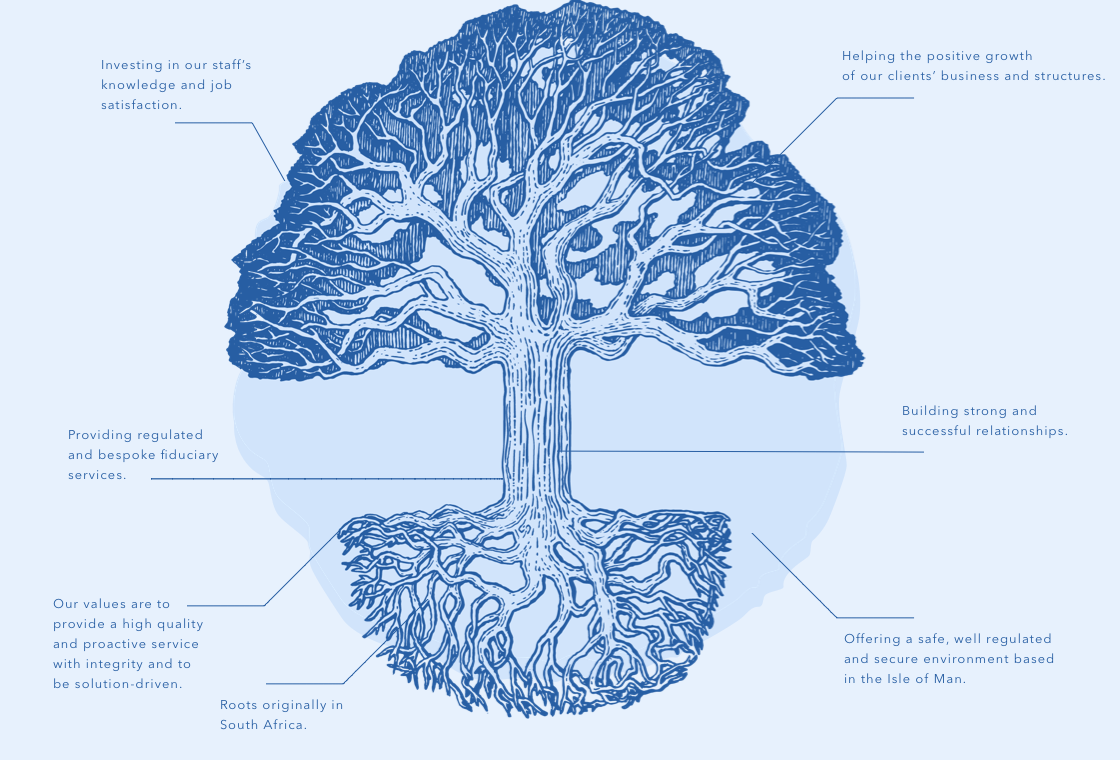 Investing in our staff’s
knowledge and job
satisfaction.
Helping the positive growth
of our clients’ business and structures.
Providing regulated
and bespoke fiduciary
services.
Building strong and
successful relationships.
Our values are to
provide a high quality
and proactive service
with integrity and to
be solution-driven.
Roots originally in
South Africa.
Offering a safe, well regulated
and secure environment based
in the Isle of Man.